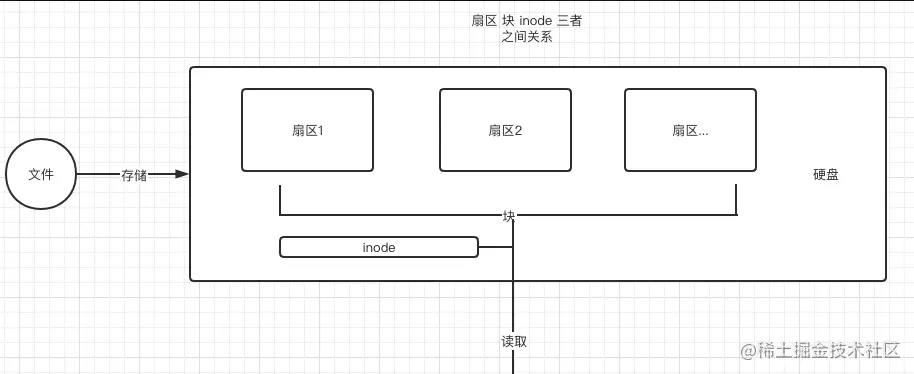 扇区 块 inode 三者
之间关系
扇区1
扇区2
扇区...
文件
存储
硬盘
块
inode
读取
@稀土掘金技术社区